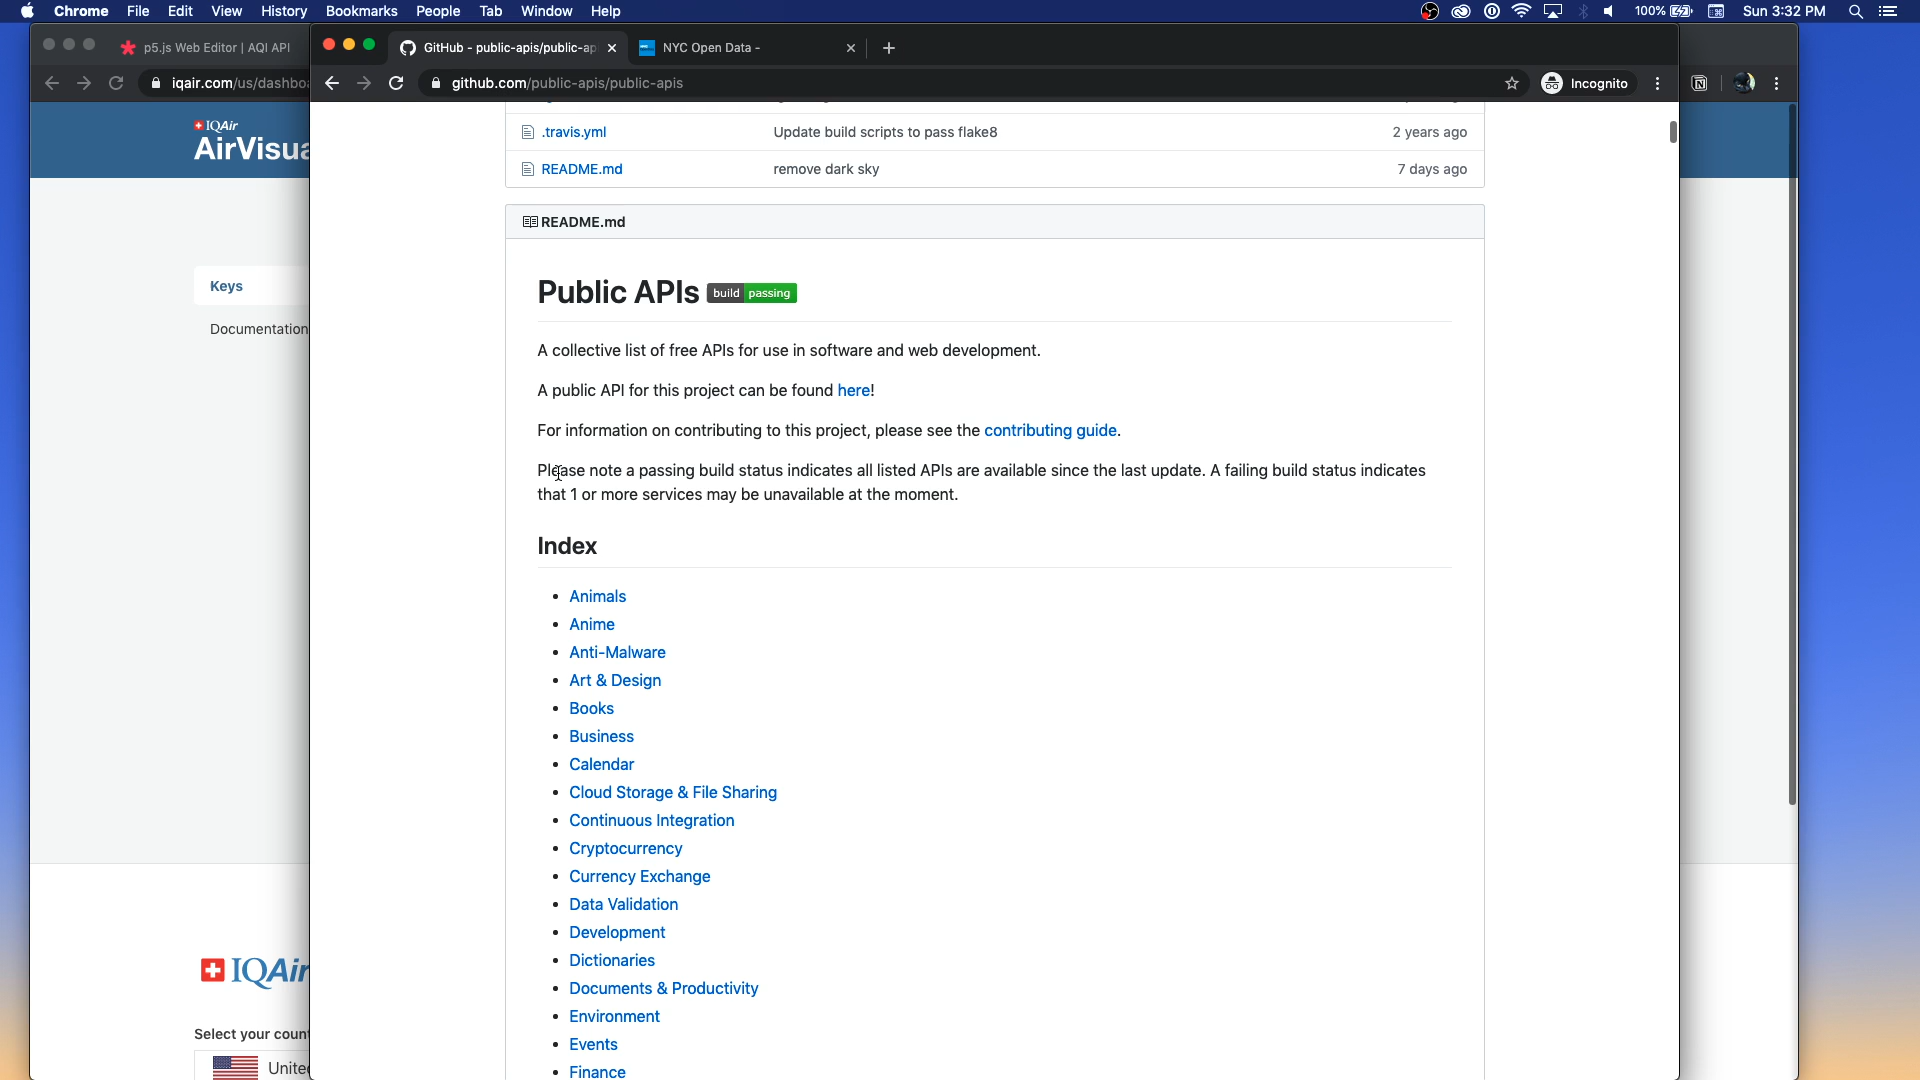 Chrome File Edit View History Bookmarks People Tab Window Help 100% Sun 3:32 PM
p5.js Web Editor | AQI API
GitHub - public-apis/public-ap
NYC Open Data -
iqair.com/us/dashboa
github.com/public-apis/public-apis
Incognito
IQAir
AirVisua
Keys
Documentation
.travis.yml Update build scripts to pass flake8 2 years ago
README.md remove dark sky 7 days ago
README.md
Public APIs build passing
A collective list of free APIs for use in software and web development.
A public API for this project can be found here!
For information on contributing to this project, please see the contributing guide.
Please note a passing build status indicates all listed APIs are available since the last update. A failing build status indicates
that 1 or more services may be unavailable at the moment.
Index
Animals
Anime
Anti-Malware
Art & Design
Books
Business
Calendar
Cloud Storage & File Sharing
Continuous Integration
Cryptocurrency
Currency Exchange
Data Validation
Development
Dictionaries
Documents & Productivity
Environment
Events
Finance
IQAir
Select your count
Unite